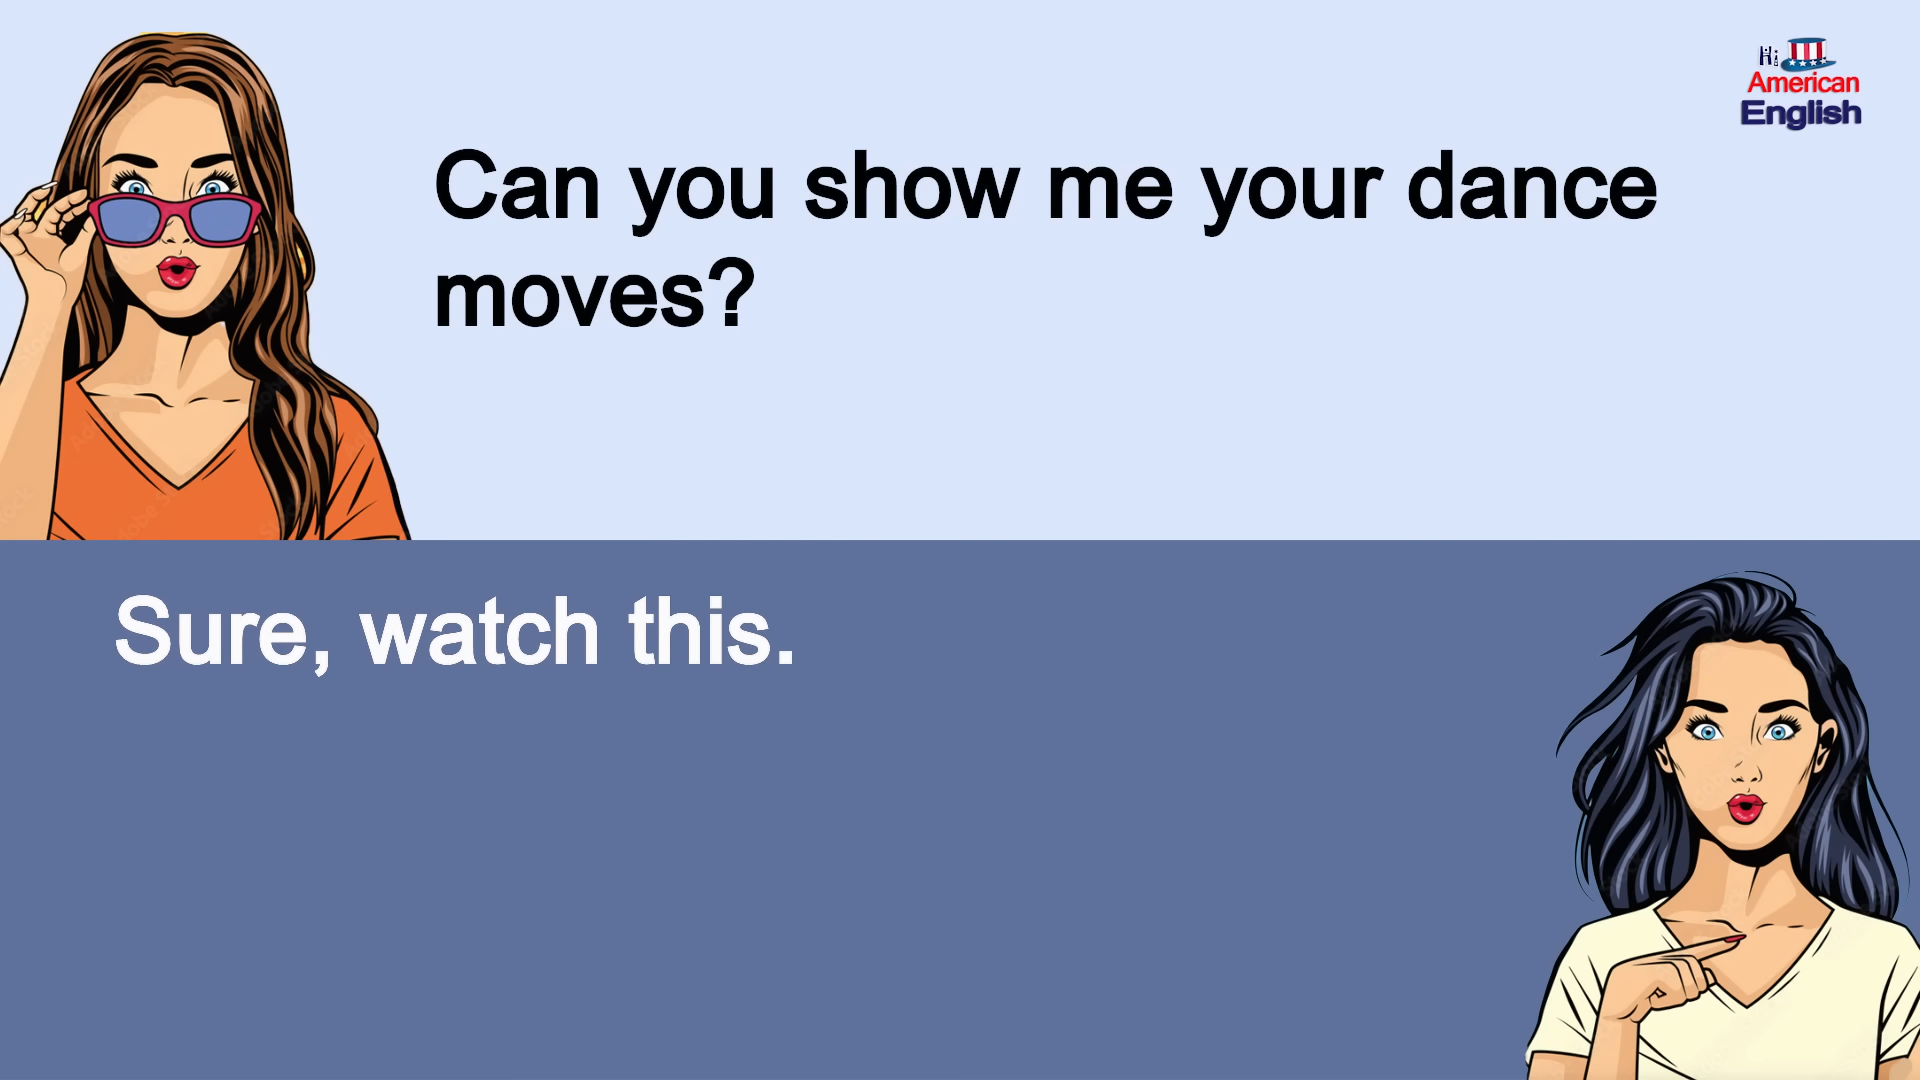 Hi
American
English
Can you show me your dance
moves?
Sure, watch this.